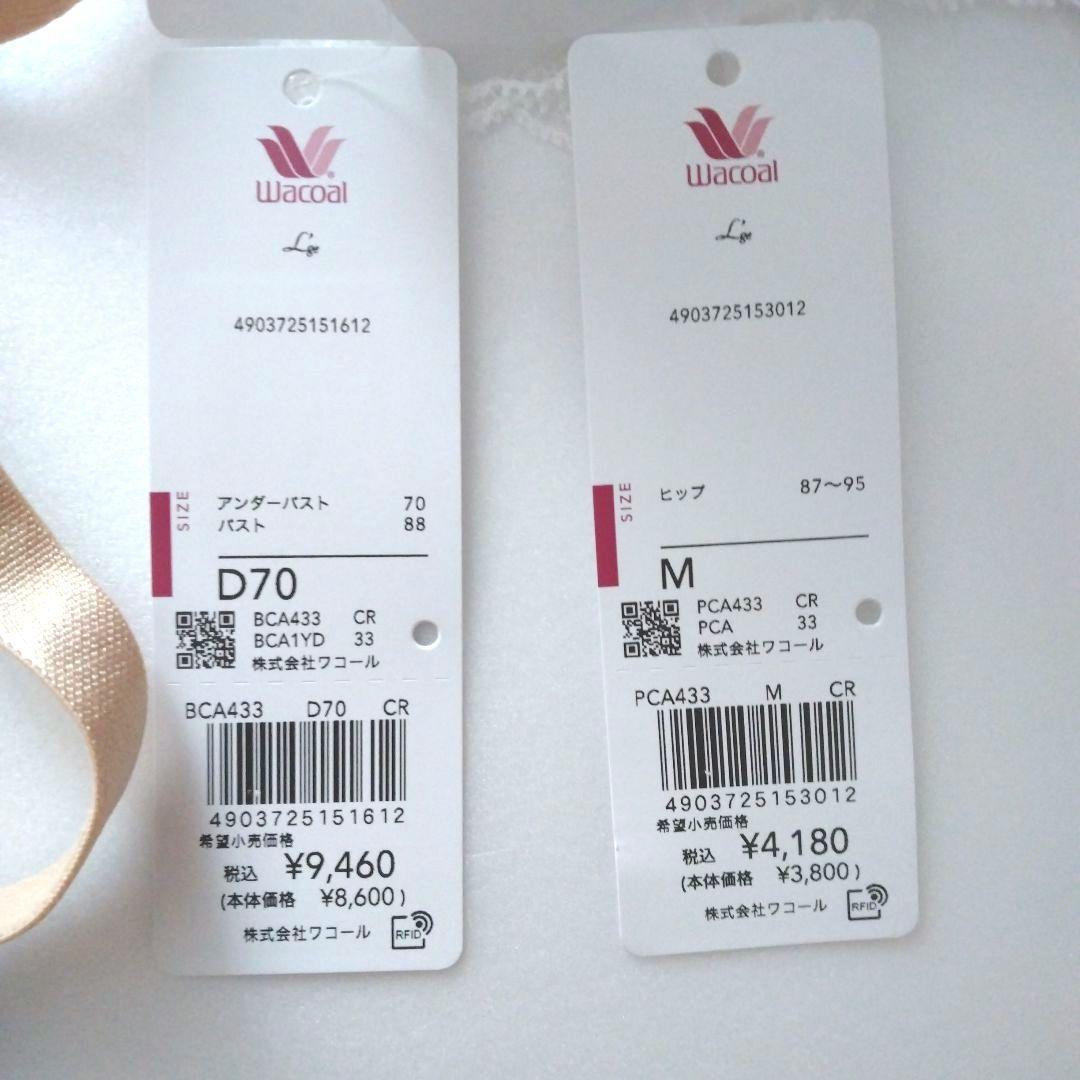 Wacoal
L'ge
4903725151612
SIZE
アンダーバスト 70
バスト 88
D70
BCA433 CR
BCA1YD 33
株式会社ワコール
BCA433 D70 CR
4903725151612
希望小売価格
税込 ¥9,460
(本体価格 ¥8,600)
株式会社ワコール
RFID
Wacoal
L'ge
4903725153012
SIZE
ヒップ 87〜95
M
PCA433 CR
PCA 33
株式会社ワコール
PCA433 M CR
4903725153012
希望小売価格
税込 ¥4,180
(本体価格 ¥3,800)
株式会社ワコール
RFID